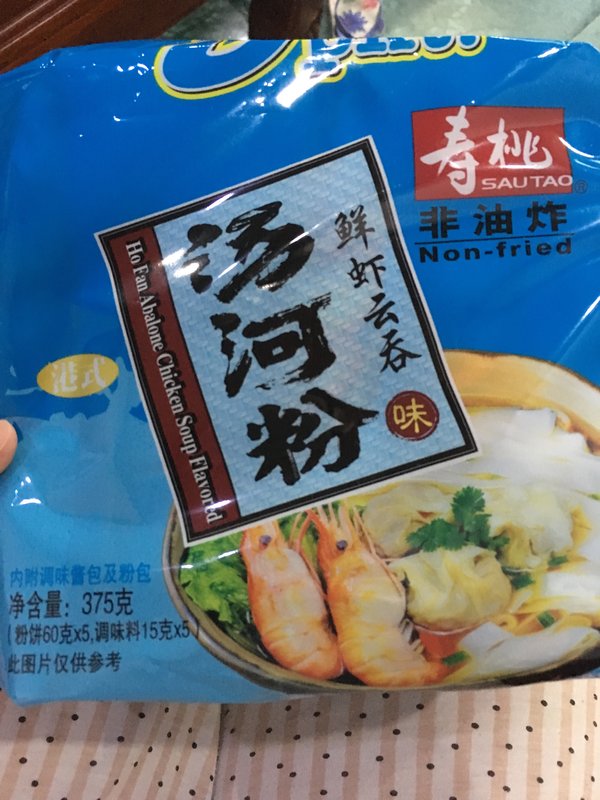 寿桃
SAUTAO®
非油炸
Non-fried
鲜虾云吞
汤河粉
味
Ho Fan Abalone Chicken Soup Flavored
港式
内附调味酱包及粉包
净含量：375克
（粉饼60克x5,调味料15克x5）
此图片仅供参考